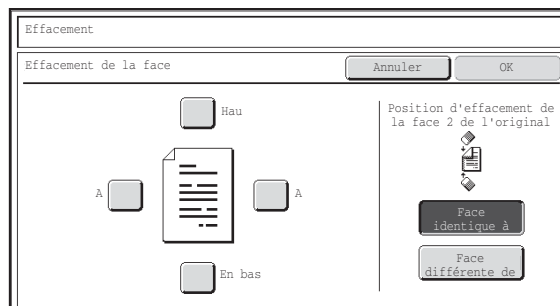 Effacement
Effacement de la face
Annuler
OK
Hau
A
A
En bas
Position d'effacement de
la face 2 de l'original
Face
identique à
Face
différente de